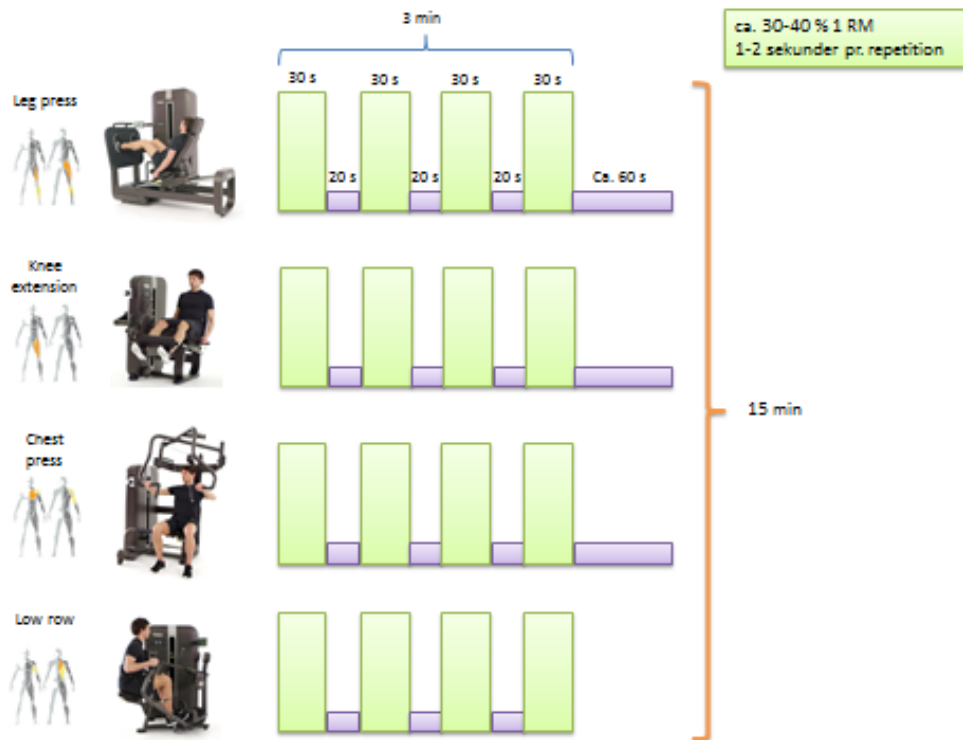 3 min
ca. 30-40 % 1 RM
1-2 sekunder pr. repetition
30 s
30 s
30 s
30 s
Leg press
20 s
20 s
20 s
Ca. 60 s
Knee
extension
15 min
Chest
press
Low row